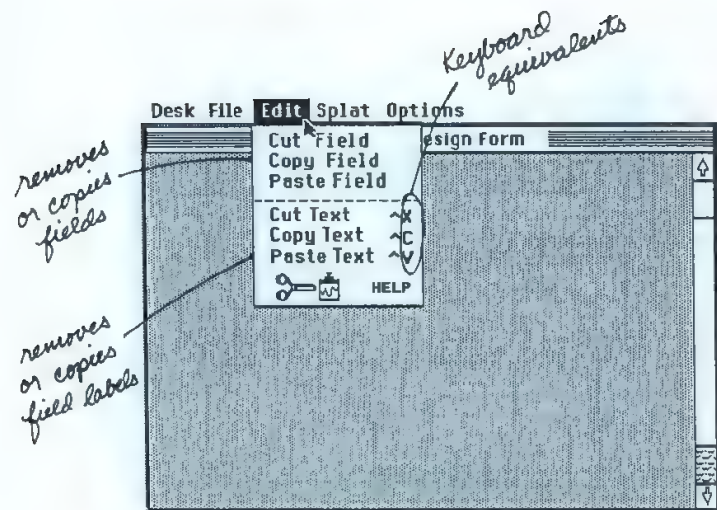 Keyboard
equivalents
Desk File Edit Splat Options
esign Form
Cut Field
Copy Field
Paste Field
removes
or copies
fields
Cut Text ^X
Copy Text ^C
Paste Text ^V
HELP
removes
or copies
field labels